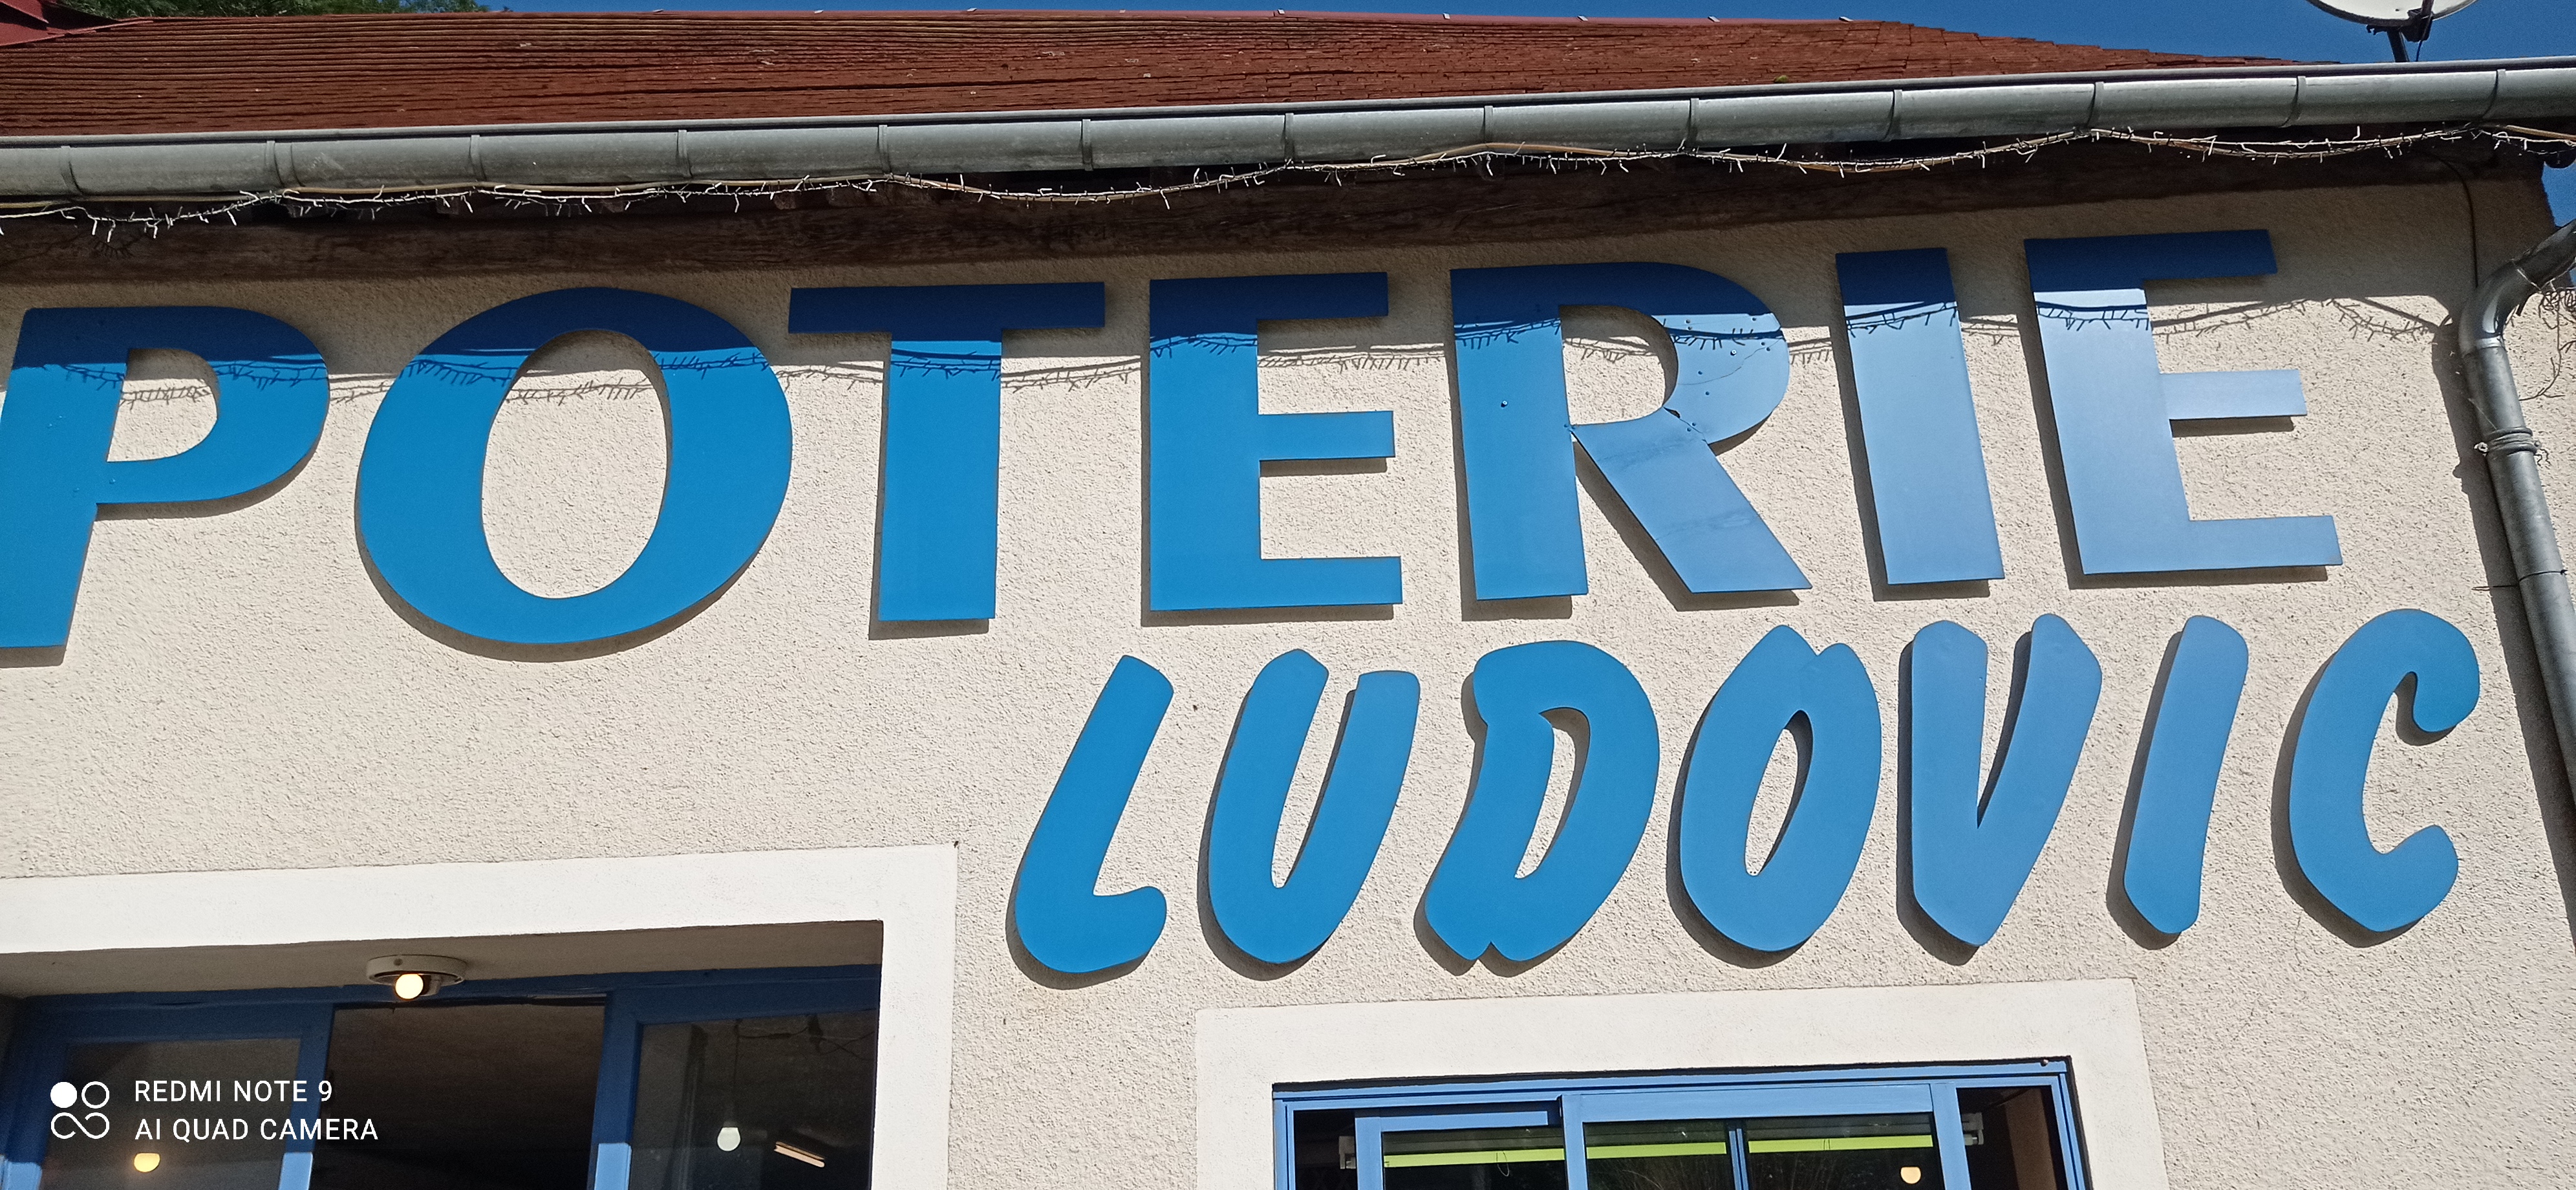 POTERIE
LUDOVIC
REDMI NOTE 9
AI QUAD CAMERA